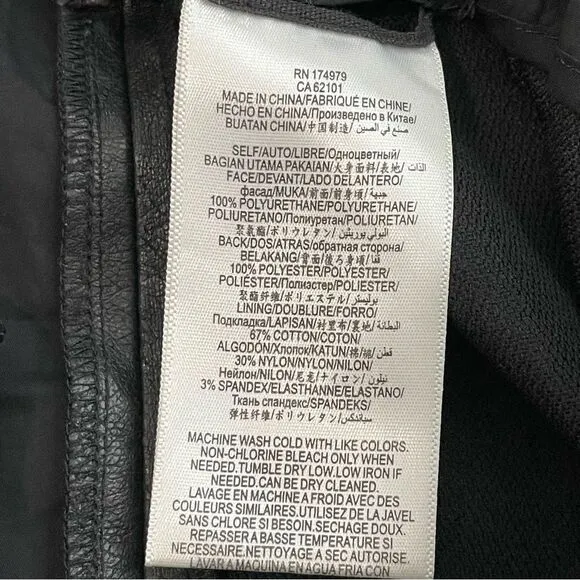 RN 174979
CA 62101
MADE IN CHINA/FABRIQUÉ EN CHINE/
HECHO EN CHINA/Произведено в Китае/
BUATAN CHINA/中国制造/ صنع في الصين/
SELF/AUTO/LIBRE/Одноцветный/
BAGIAN UTAMA PAKAIAN/大身面料/表地/ الذات/
FACE/DEVANT/LADO DELANTERO/
фасад/MUKA/前面/前身頃/ جبهة/
100% POLYURETHANE/POLYURETHANE/
POLIURETANO/Полиуретан/POLIURETAN/
聚氨酯/ポリウレタン/ البولي يوريثين/
BACK/DOS/ATRAS/обратная сторона/
BELAKANG/背面/後ろ身頃/ قفا/
100% POLYESTER/POLYESTER/
POLIÉSTER/Полиэстер/POLIESTER/
聚酯纤维/ポリエステル/ بوليستر/
LINING/DOUBLURE/FORRO/
Подкладка/LAPISAN/衬里布/裏地/ البطانة/
67% COTTON/COTON/
ALGODÓN/Хлопок/KATUN/棉/綿/ قطن/
30% NYLON/NYLON/NILON/
Нейлон/NILON/尼龙/ナイロン/ نيلون/
3% SPANDEX/ELASTHANNE/ELASTANO/
Ткань спандекс/SPANDEKS/
弹性纤维/ポリウレタン/ سباندكس/
MACHINE WASH COLD WITH LIKE COLORS.
NON-CHLORINE BLEACH ONLY WHEN
NEEDED.TUMBLE DRY LOW.LOW IRON IF
NEEDED.CAN BE DRY CLEANED.
LAVAGE EN MACHINE A FROID AVEC DES
COULEURS SIMILAIRES.UTILISEZ DE LA JAVEL
SANS CHLORE SI BESOIN.SECHAGE DOUX.
REPASSER A BASSE TEMPERATURE SI
NECESSAIRE.NETTOYAGE A SEC AUTORISE.
LAVAR A MAQUINA EN AGUA FRIA CON